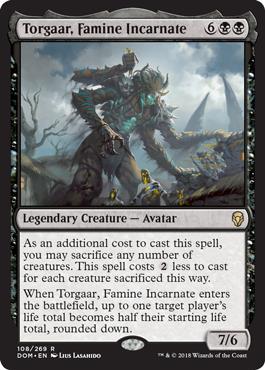 Torgaar, Famine Incarnate 6
Legendary Creature — Avatar
As an additional cost to cast this spell,
you may sacrifice any number of
creatures. This spell costs 2 less to cast
for each creature sacrificed this way.
When Torgaar, Famine Incarnate enters
the battlefield, up to one target player's
life total becomes half their starting life
total, rounded down.
7/6
108/269 R
DOM • EN Lius Lasahido
™ & © 2018 Wizards of the Coast